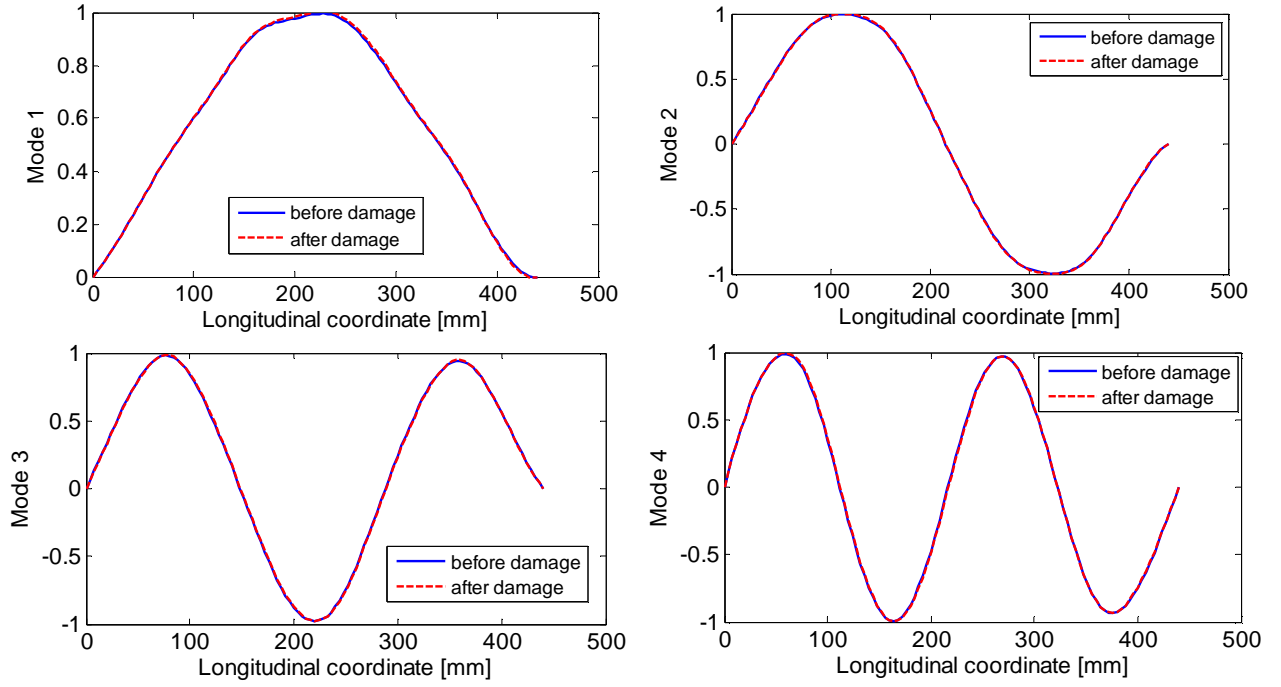 1
0.8
0.6
0.4
0.2
0
Mode 1
before damage
after damage
0 100 200 300 400 500
Longitudinal coordinate [mm]
1
0.5
0
-0.5
-1
Mode 2
before damage
after damage
0 100 200 300 400 500
Longitudinal coordinate [mm]
1
0.5
0
-0.5
-1
Mode 3
before damage
after damage
0 100 200 300 400 500
Longitudinal coordinate [mm]
1
0.5
0
-0.5
-1
Mode 4
before damage
after damage
0 100 200 300 400 500
Longitudinal coordinate [mm]